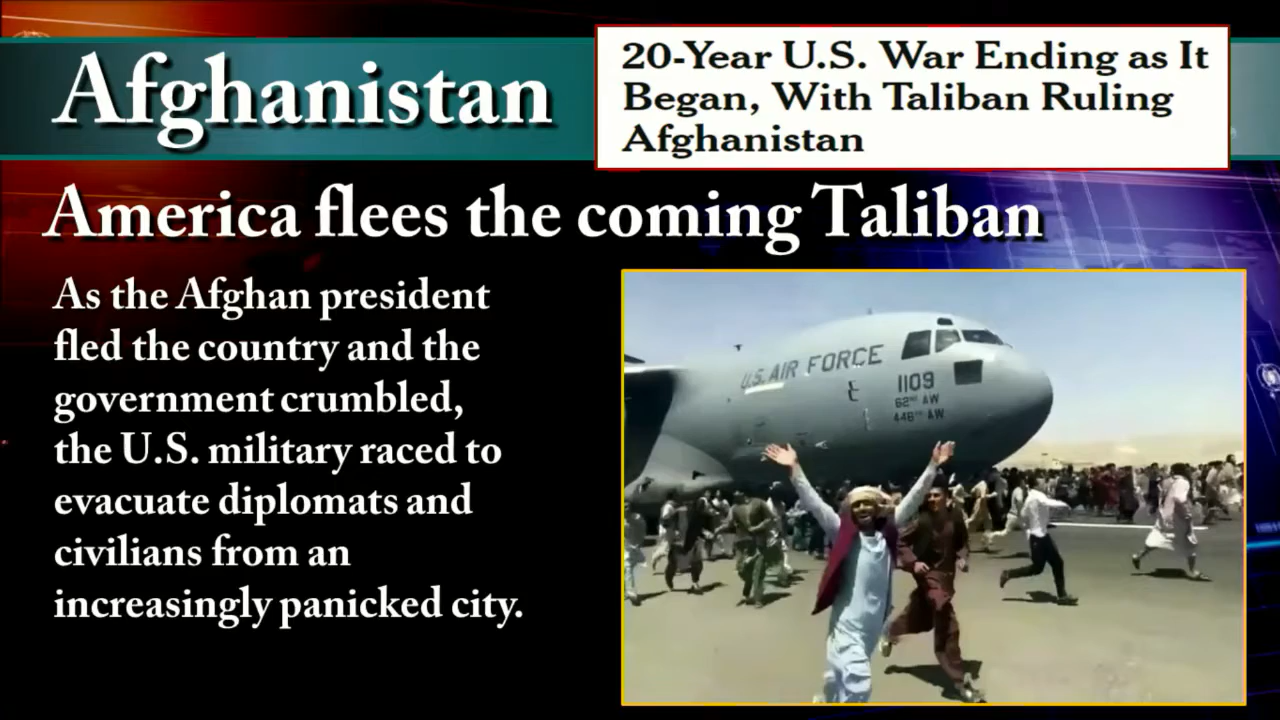 Afghanistan
20-Year U.S. War Ending as It
Began, With Taliban Ruling
Afghanistan
America flees the coming Taliban
As the Afghan president
fled the country and the
government crumbled,
the U.S. military raced to
evacuate diplomats and
civilians from an
increasingly panicked city.
U.S. AIR FORCE
1109
62ND AW
446TH AW